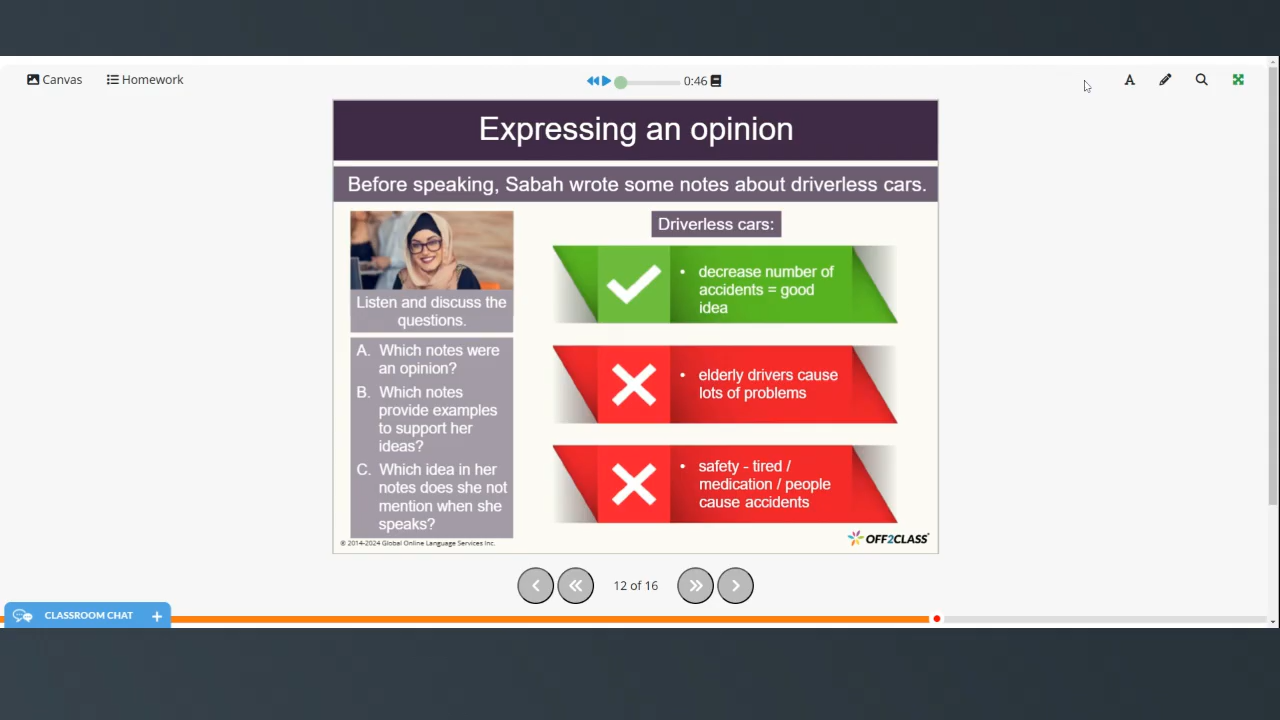 Canvas
Homework
0:46
A
Expressing an opinion
Before speaking, Sabah wrote some notes about driverless cars.
Listen and discuss the
questions.
A. Which notes were
an opinion?
B. Which notes
provide examples
to support her
ideas?
C. Which idea in her
notes does she not
mention when she
speaks?
Driverless cars:
• decrease number of
accidents = good
idea
• elderly drivers cause
lots of problems
• safety - tired /
medication / people
cause accidents
© 2014-2024 Global Online Language Services Inc.
OFF2CLASS
12 of 16
CLASSROOM CHAT +